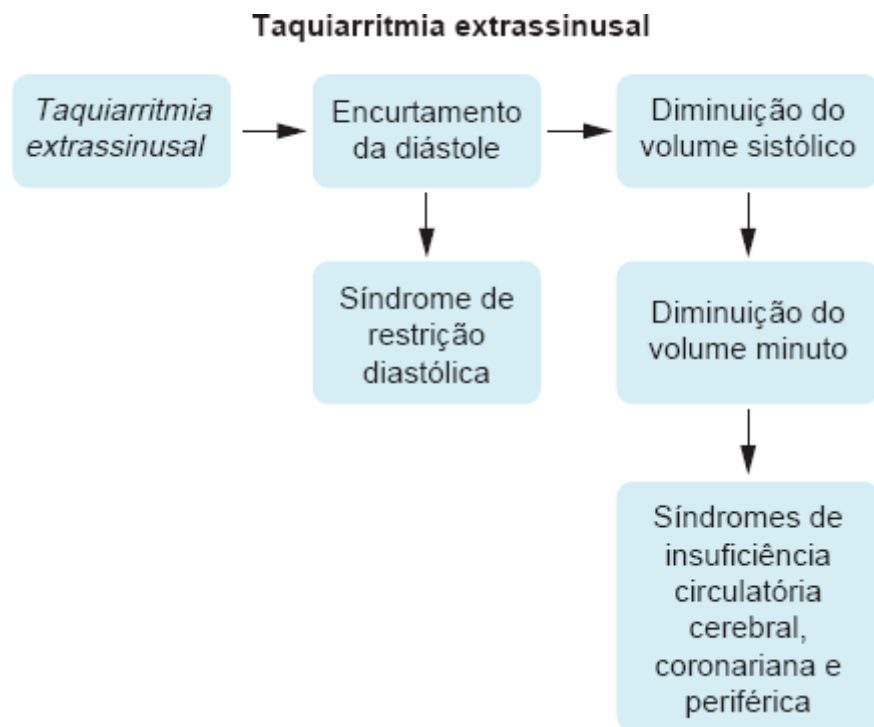 Taquiarritmia extrassinusal
Taquiarritmia
extrassinusal
Encurtamento
da diástole
Diminuição do
volume sistólico
Síndrome de
restrição
diastólica
Diminuição do
volume minuto
Síndromes de
insuficiência
circulatória
cerebral,
coronariana e
periférica